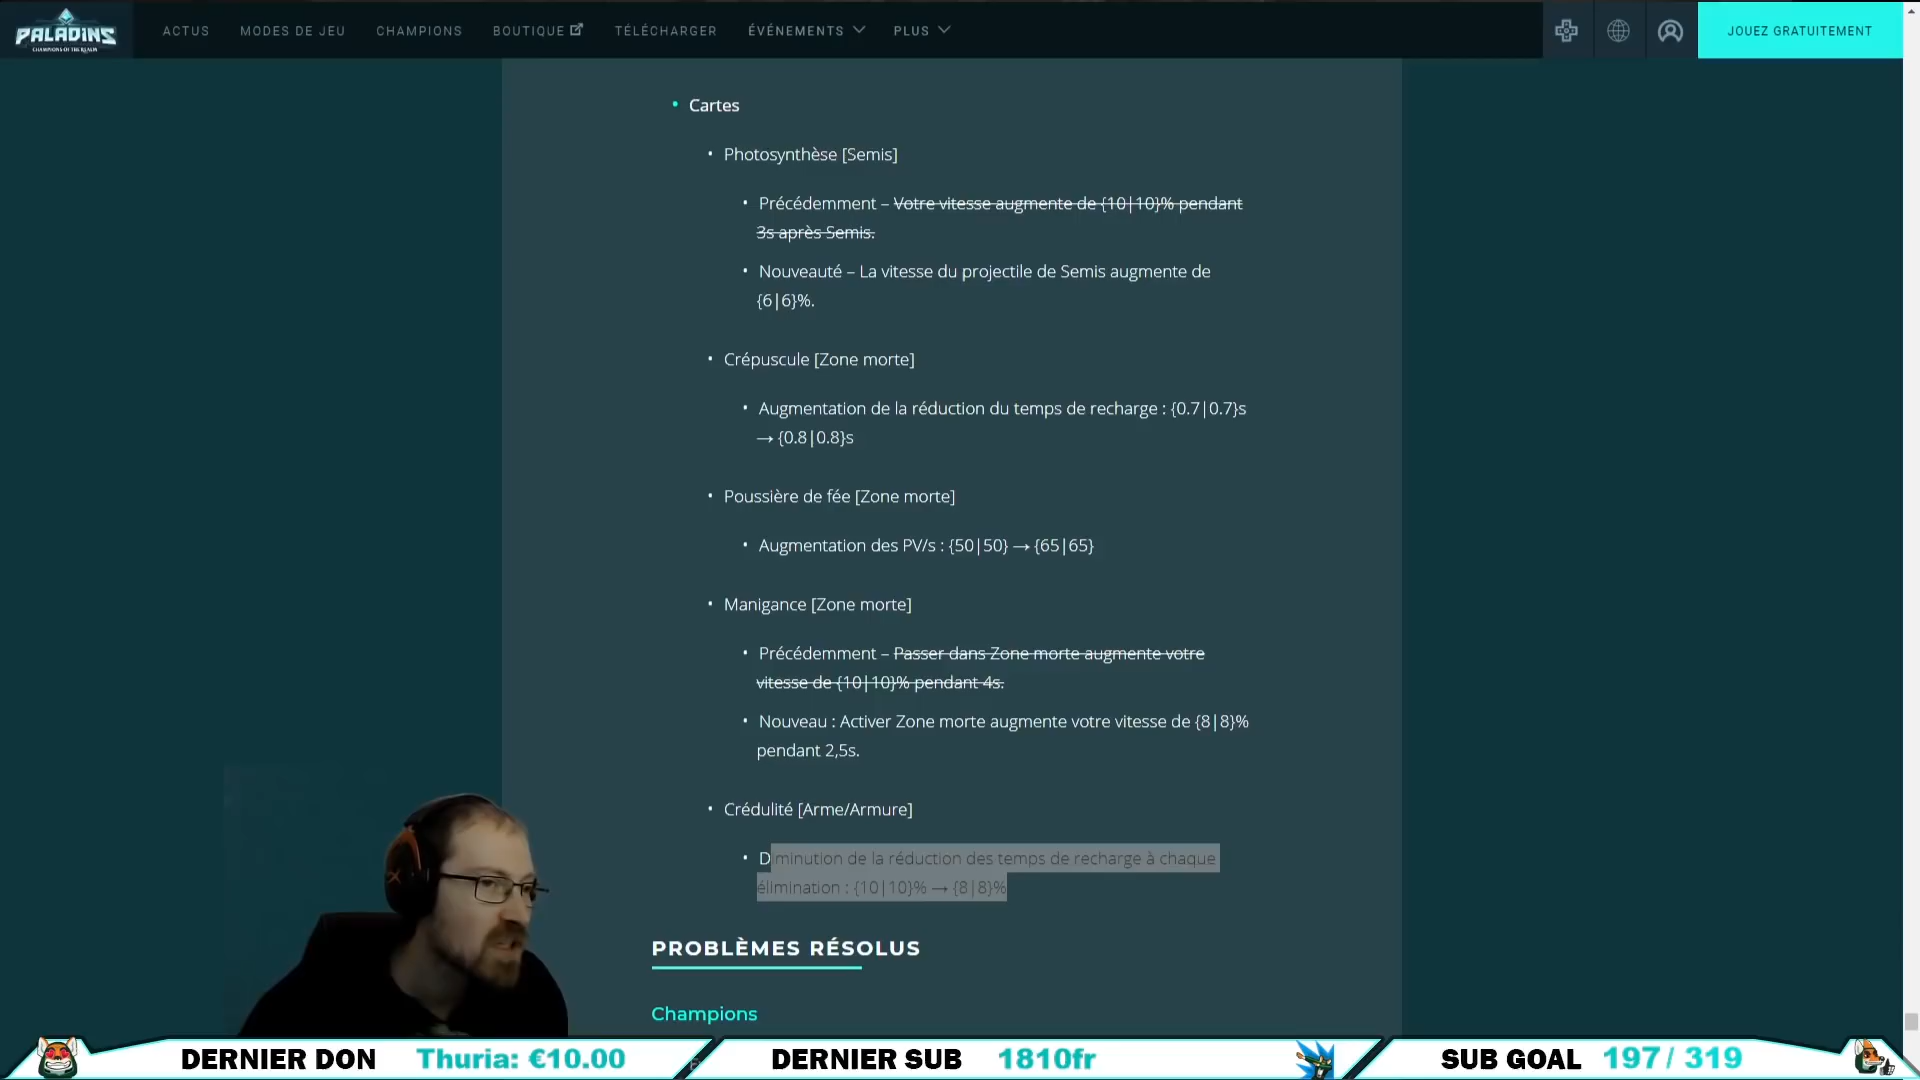 PALADINS
CHAMPIONS OF THE REALM
ACTUS
MODES DE JEU
CHAMPIONS
BOUTIQUE
TÉLÉCHARGER
ÉVÉNEMENTS
PLUS
JOUEZ GRATUITEMENT
• Cartes
• Photosynthèse [Semis]
• Précédemment – Votre vitesse augmente de {10|10}% pendant
3s après Semis.
• Nouveauté – La vitesse du projectile de Semis augmente de
{6|6}%.
• Crépuscule [Zone morte]
• Augmentation de la réduction du temps de recharge : {0.7|0.7}s
→ {0.8|0.8}s
• Poussière de fée [Zone morte]
• Augmentation des PV/s : {50|50} → {65|65}
• Manigance [Zone morte]
• Précédemment – Passer dans Zone morte augmente votre
vitesse de {10|10}% pendant 4s.
• Nouveau : Activer Zone morte augmente votre vitesse de {8|8}%
pendant 2,5s.
• Crédulité [Arme/Armure]
• Diminution de la réduction des temps de recharge à chaque
élimination : {10|10}% → {8|8}%
PROBLÈMES RÉSOLUS
Champions
DERNIER DON Thuria: €10.00
DERNIER SUB 1810fr
SUB GOAL 197 / 319